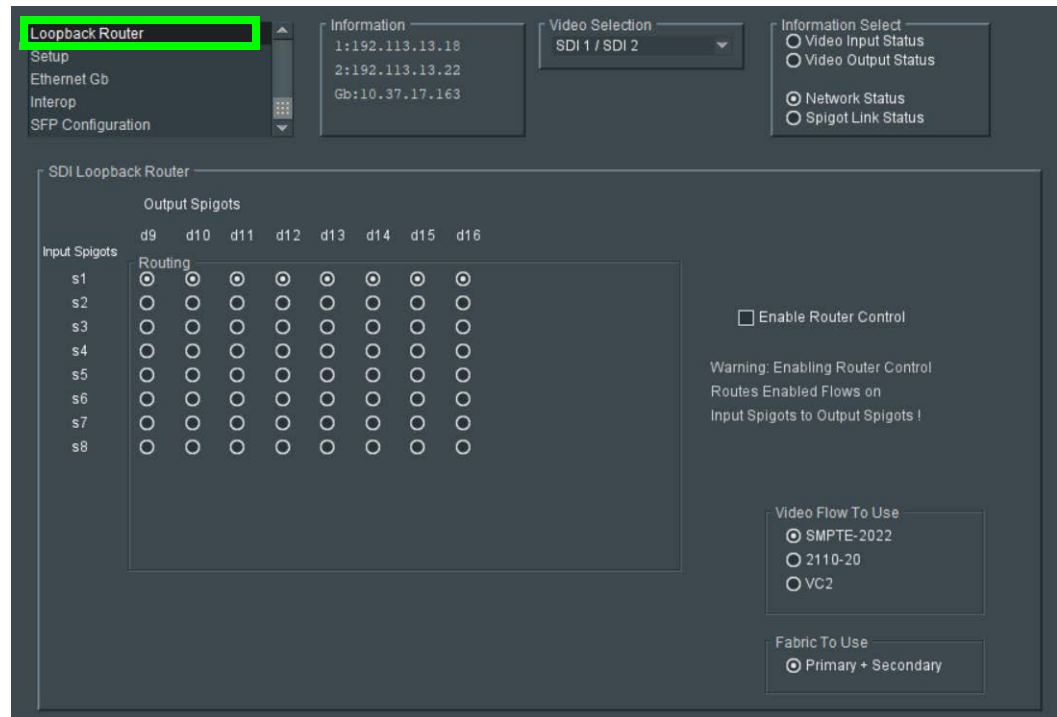 Loopback Router
Setup
Ethernet Gb
Interop
SFP Configuration
Information
1:192.113.13.18
2:192.113.13.22
Gb:10.37.17.163
Video Selection
SDI 1 / SDI 2
Information Select
Video Input Status
Video Output Status
Network Status
Spigot Link Status
SDI Loopback Router
Output Spigots
d9 d10 d11 d12 d13 d14 d15 d16
Input Spigots
Routing
s1
s2
s3
s4
s5
s6
s7
s8
Enable Router Control
Warning: Enabling Router Control
Routes Enabled Flows on
Input Spigots to Output Spigots !
Video Flow To Use
SMPTE-2022
2110-20
VC2
Fabric To Use
Primary + Secondary